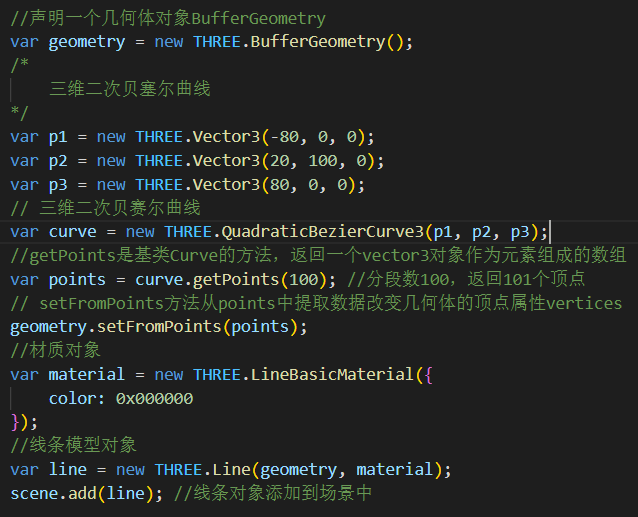 //声明一个几何体对象BufferGeometry
var geometry = new THREE.BufferGeometry();
/*
    三维二次贝塞尔曲线
*/
var p1 = new THREE.Vector3(-80, 0, 0);
var p2 = new THREE.Vector3(20, 100, 0);
var p3 = new THREE.Vector3(80, 0, 0);
// 三维二次贝赛尔曲线
var curve = new THREE.QuadraticBezierCurve3(p1, p2, p3);
//getPoints是基类Curve的方法，返回一个vector3对象作为元素组成的数组
var points = curve.getPoints(100); //分段数100，返回101个顶点
// setFromPoints方法从points中提取数据改变几何体的顶点属性vertices
geometry.setFromPoints(points);
//材质对象
var material = new THREE.LineBasicMaterial({
    color: 0x000000
});
//线条模型对象
var line = new THREE.Line(geometry, material);
scene.add(line); //线条对象添加到场景中